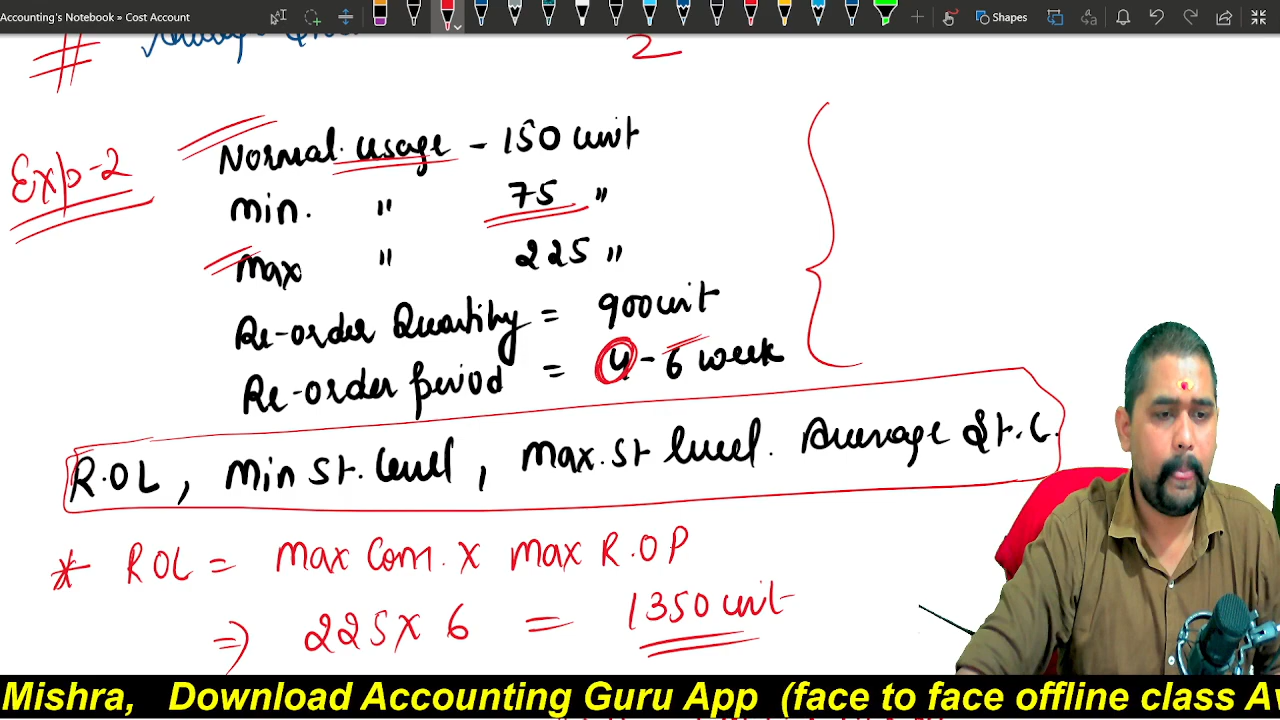 Accounting's Notebook » Cost Account
Shapes
#
2
Exp-2
Normal usage - 150 unit
min. " 75 "
max " 225 "
Re-order Quantity = 900 unit
Re-order period = 4-6 week
R.OL, min St. level, max. St level. Average St. L.
* ROL = max Con. x max R.OP
⇒ 225 x 6 = 1350 unit
Mishra, Download Accounting Guru App (face to face offline class A